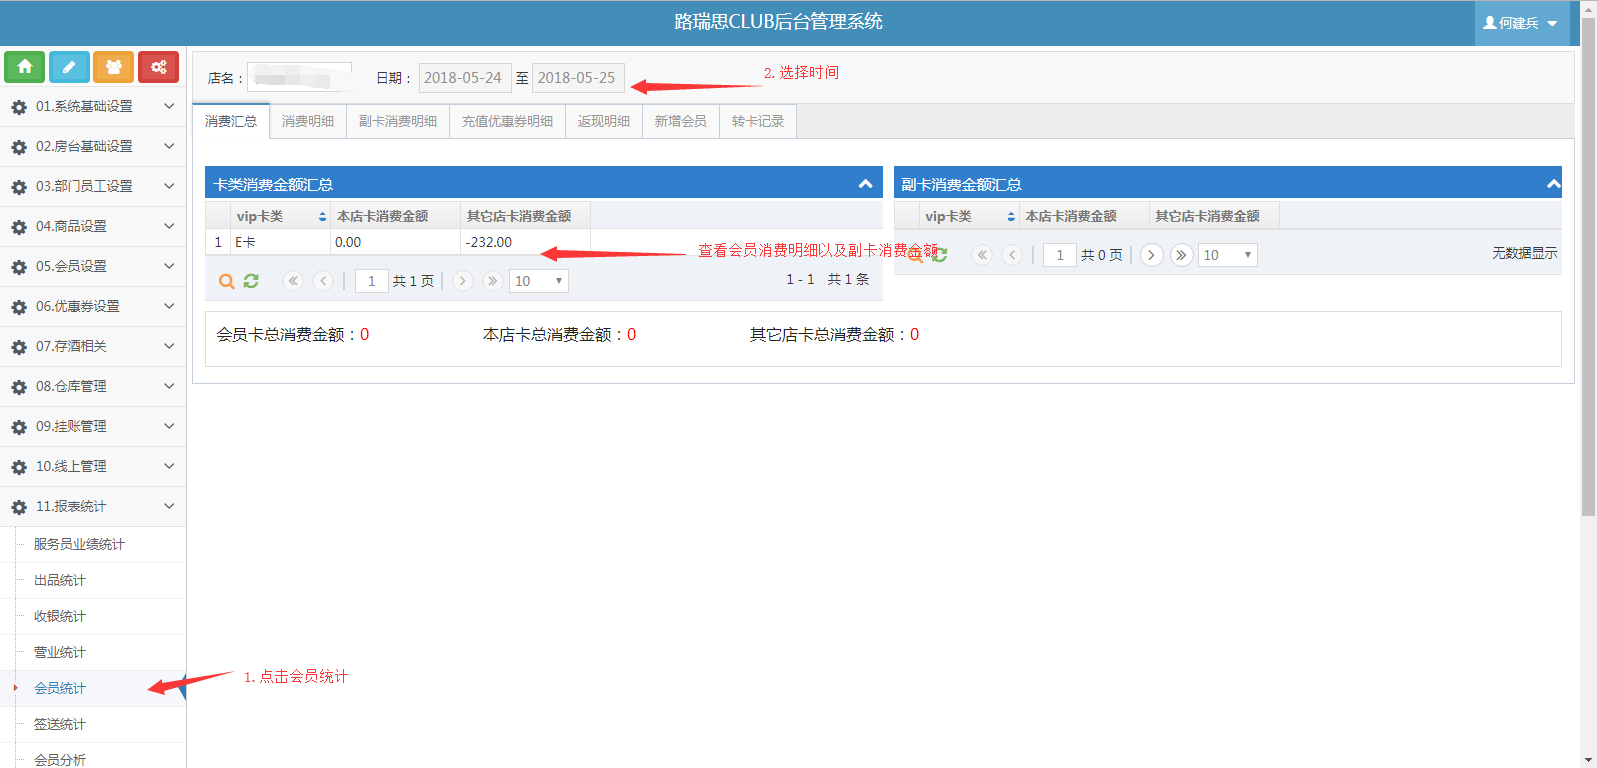 路瑞思CLUB后台管理系统
何建兵
店名：
日期： 2018-05-24 至 2018-05-25
2. 选择时间
01.系统基础设置
02.房台基础设置
03.部门员工设置
04.商品设置
05.会员设置
06.优惠券设置
07.存酒相关
08.仓库管理
09.挂账管理
10.线上管理
11.报表统计
服务员业绩统计
出品统计
收银统计
营业统计
会员统计
签送统计
会员分析
1. 点击会员统计
消费汇总 消费明细 副卡消费明细 充值优惠券明细 返现明细 新增会员 转卡记录
卡类消费金额汇总
vip卡类 本店卡消费金额 其它店卡消费金额
1 E卡 0.00 -232.00
1 共 1 页 10 1 - 1 共 1 条
查看会员消费明细以及副卡消费金额
副卡消费金额汇总
vip卡类 本店卡消费金额 其它店卡消费金额
1 共 0 页 10 无数据显示
会员卡总消费金额：0 本店卡总消费金额：0 其它店卡总消费金额：0